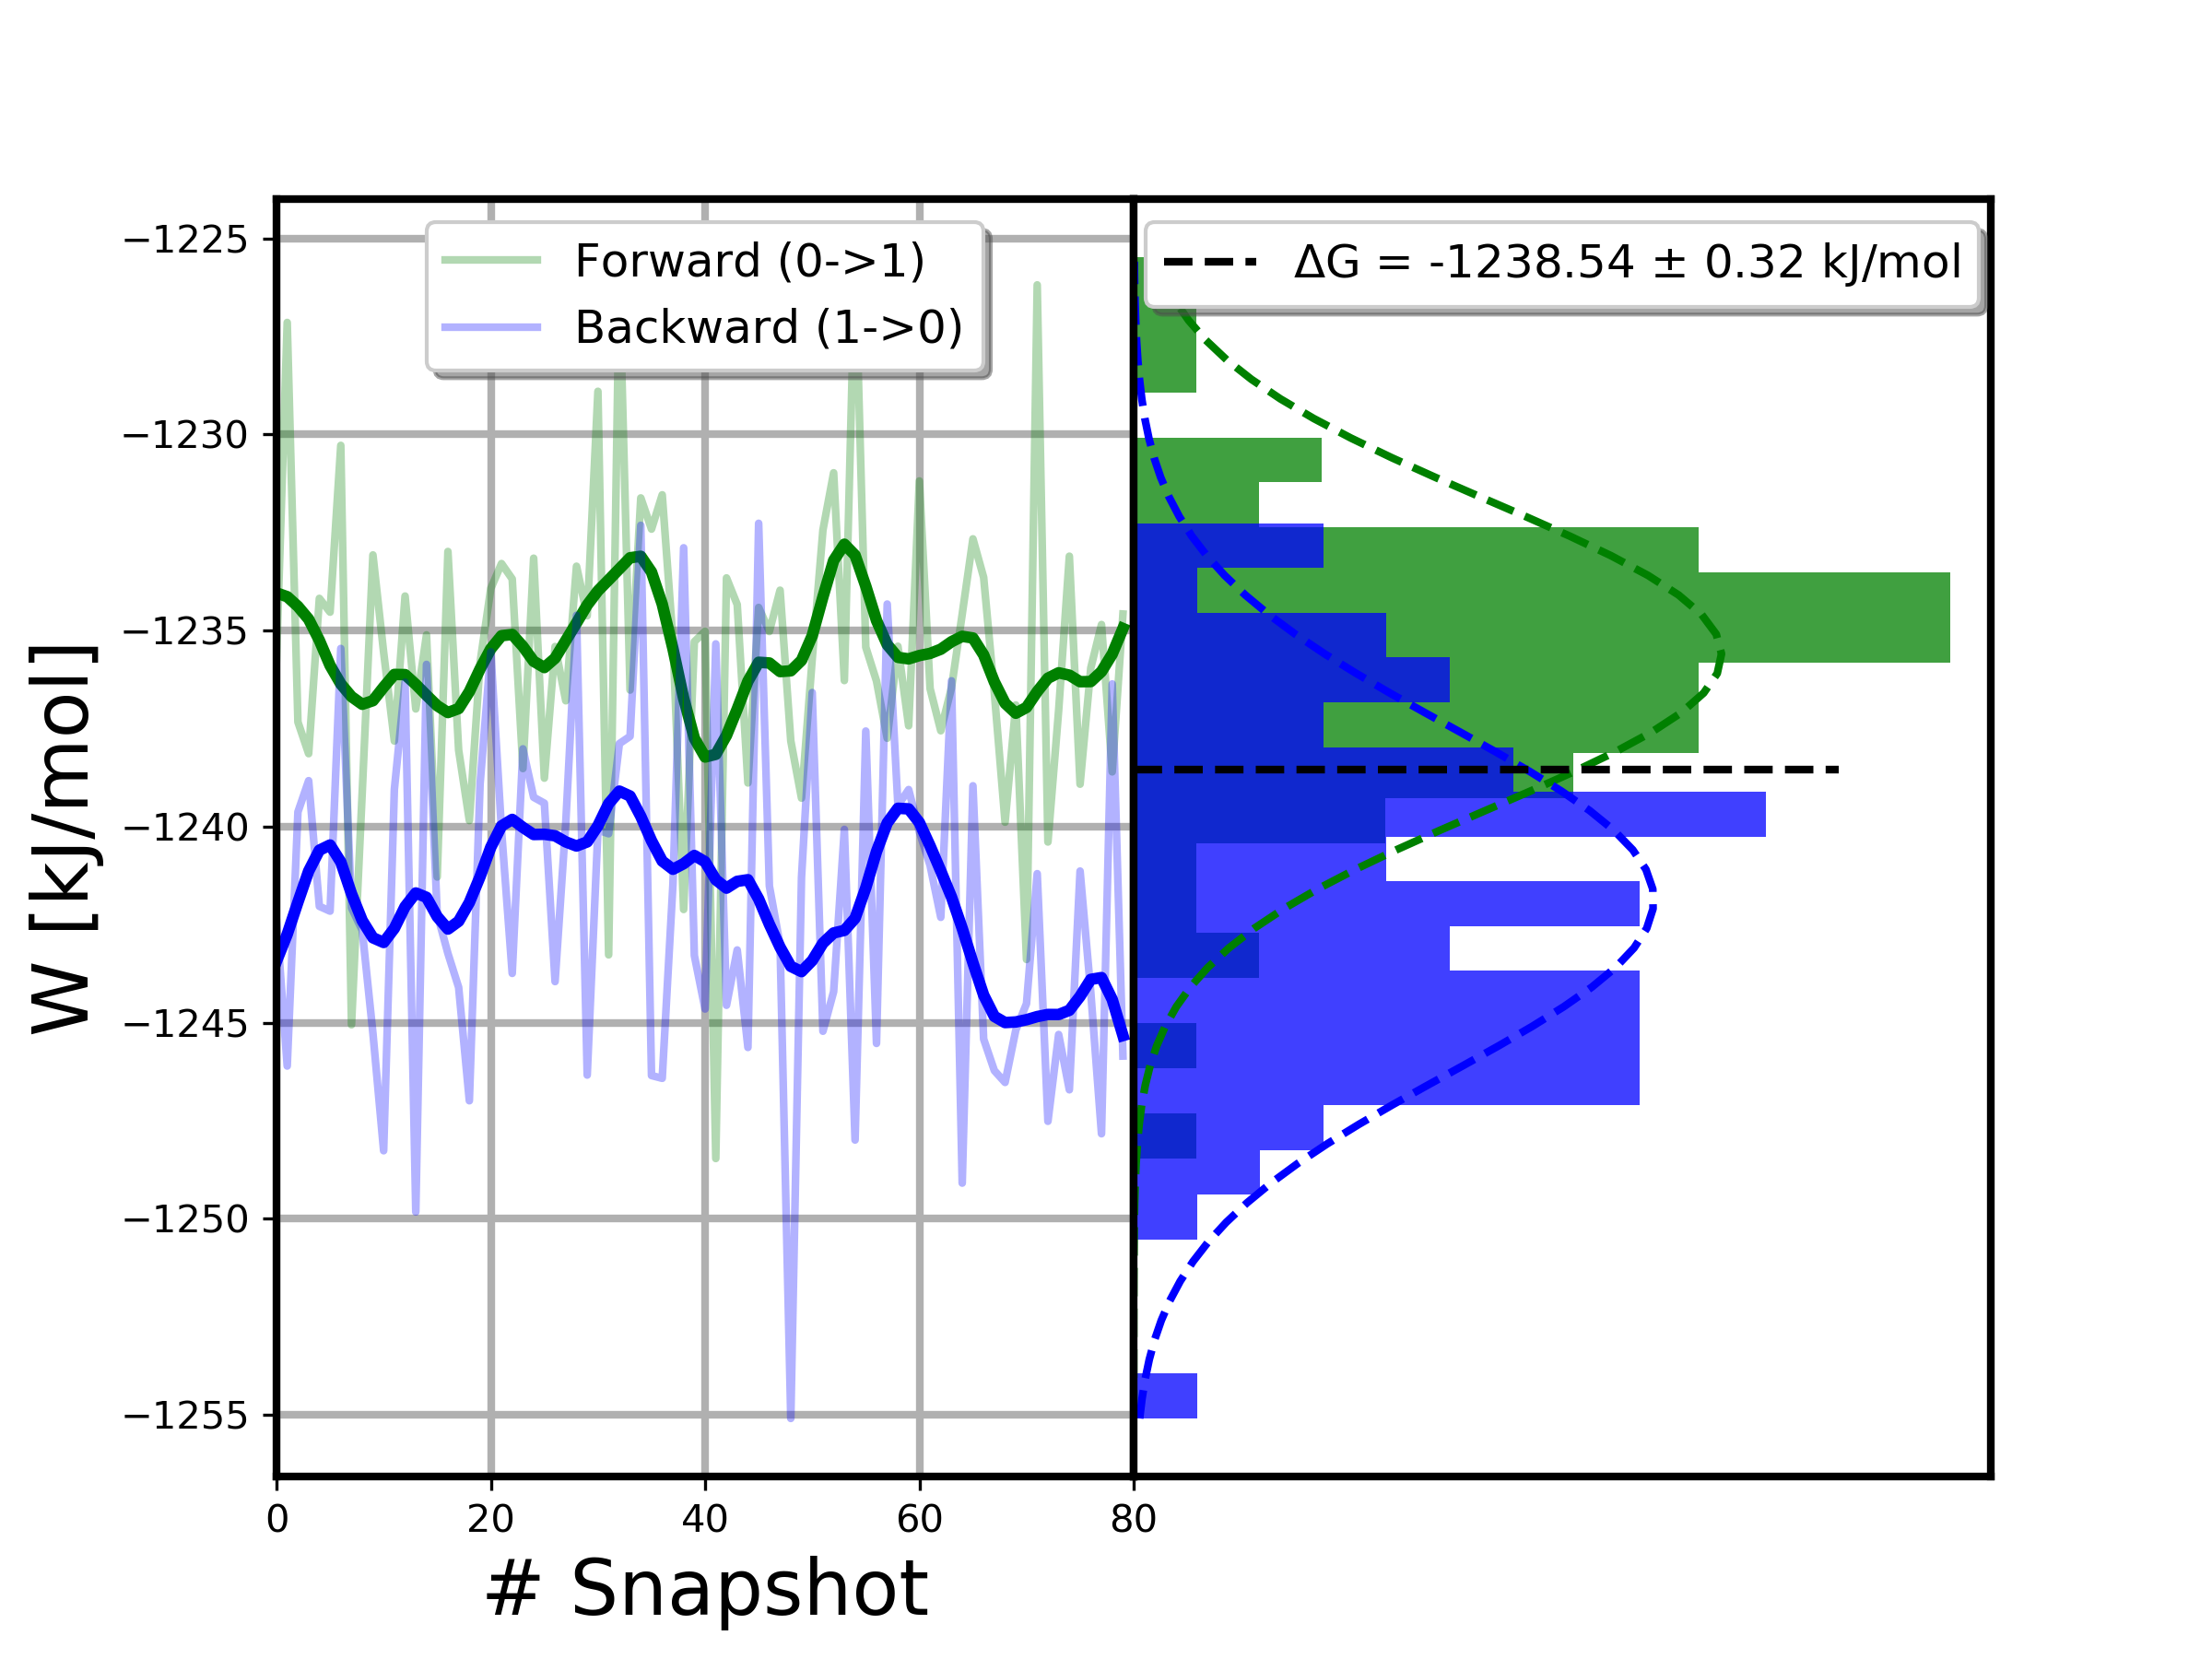 W [kJ/mol]
−1225
−1230
−1235
−1240
−1245
−1250
−1255
Forward (0->1)
Backward (1->0)
ΔG = -1238.54 ± 0.32 kJ/mol
0 20 40 60 80
# Snapshot